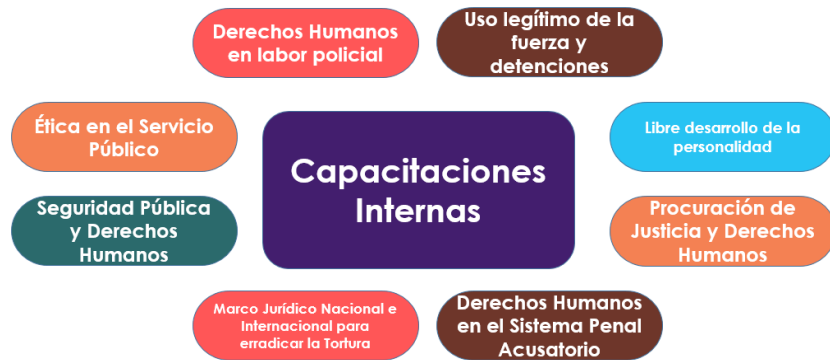 Derechos Humanos
en labor policial
Uso legítimo de la
fuerza y
detenciones
Ética en el Servicio
Público
Capacitaciones
Internas
Libre desarrollo de la
personalidad
Seguridad Pública
y Derechos
Humanos
Procuración de
Justicia y Derechos
Humanos
Marco Jurídico Nacional e
Internacional para
erradicar la Tortura
Derechos Humanos
en el Sistema Penal
Acusatorio